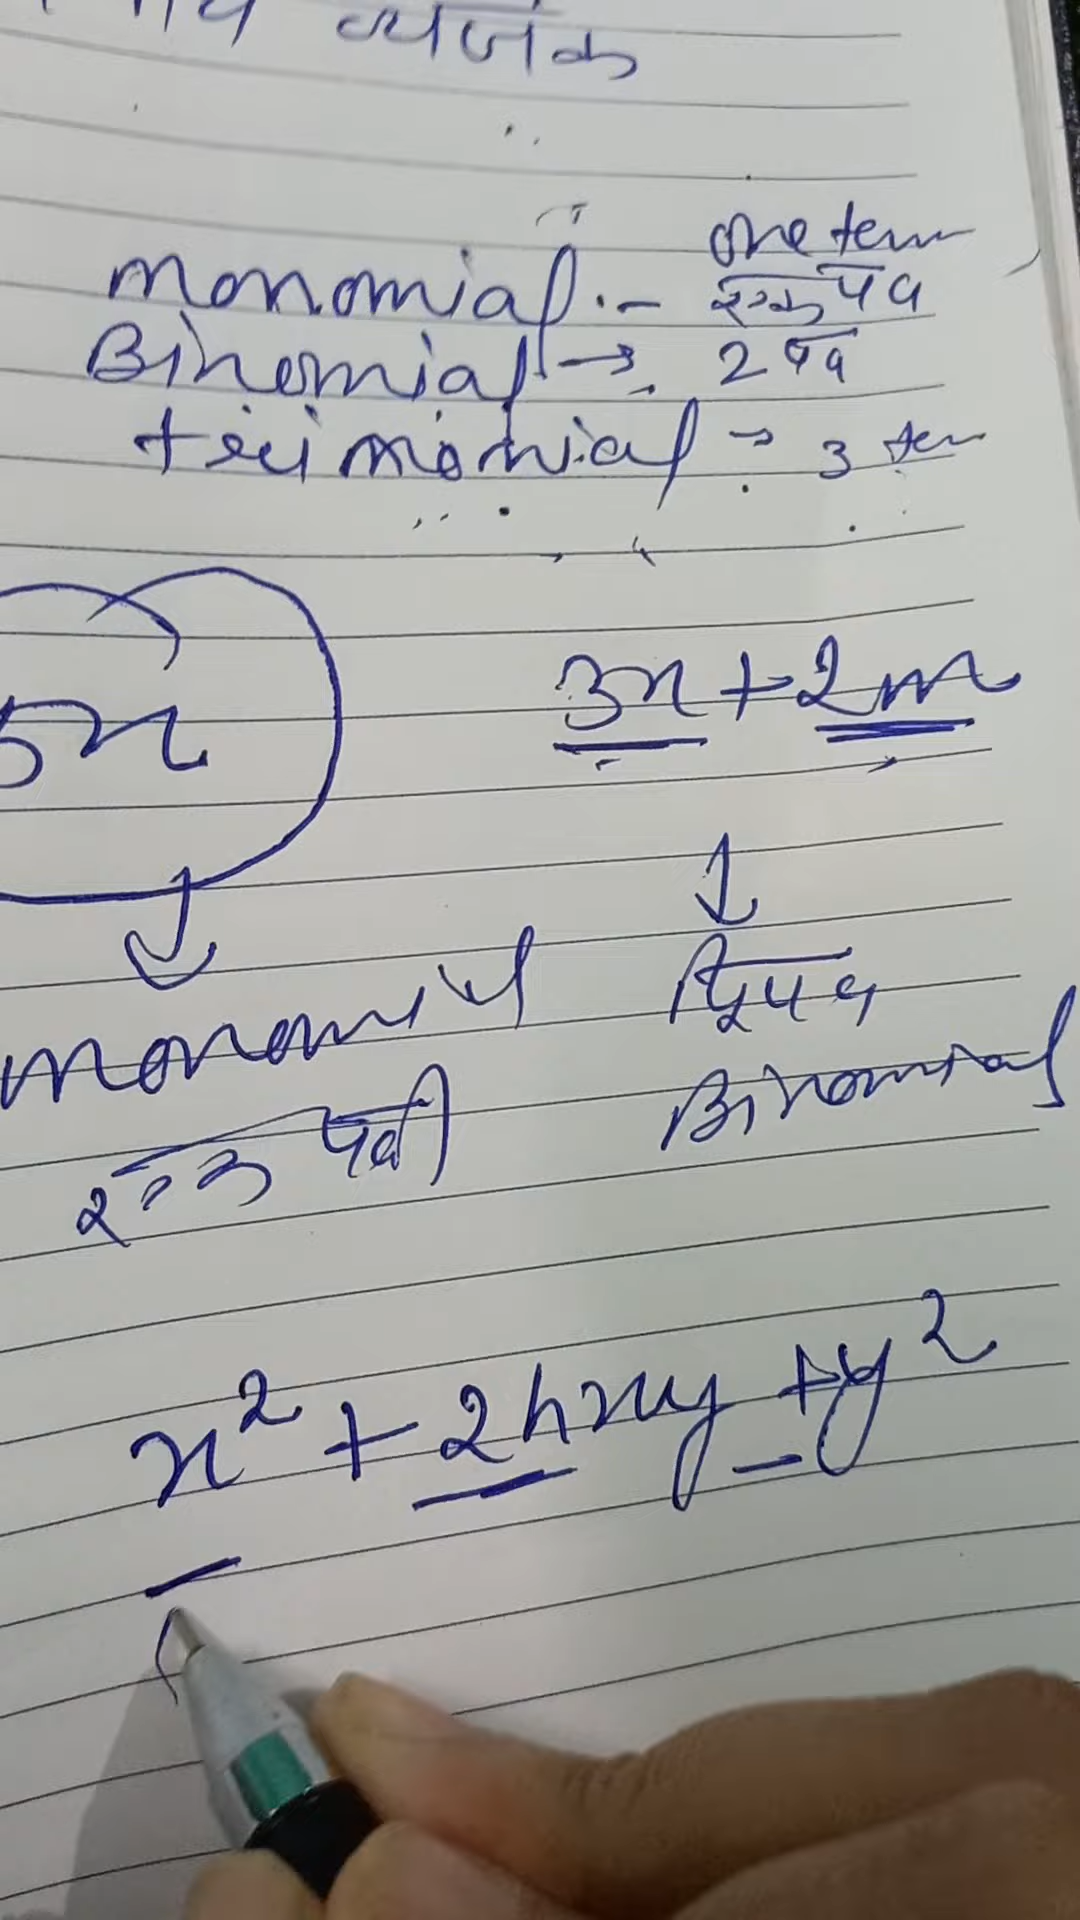 व्यंजक
one term
monomial :- एक पद
Binomial → 2 पद
trinomial → 3 term
5x
3x + 2m
monomial
द्विपद
एक पदी
Binomial
x² + 2hxy + y²